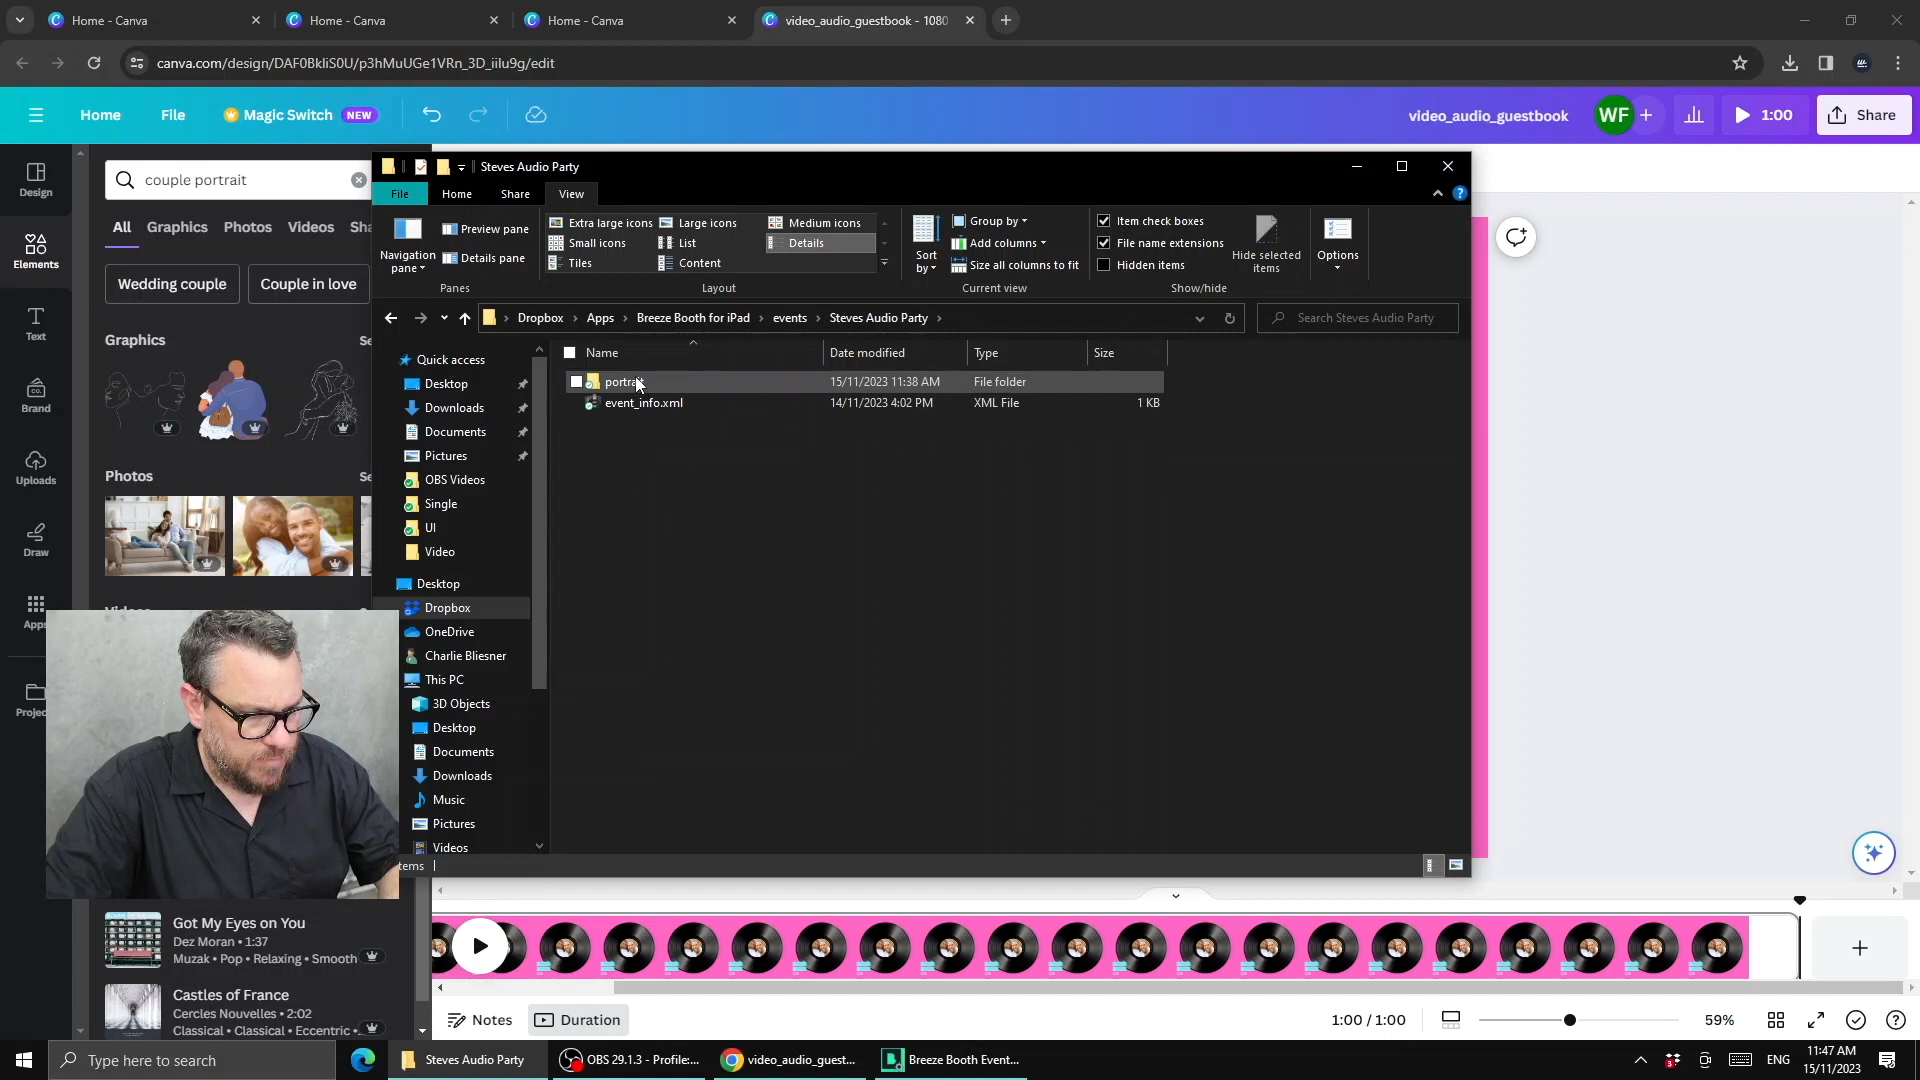 Home - Canva
Home - Canva
Home - Canva
video_audio_guestbook - 1080
canva.com/design/DAF0BkliS0U/p3hMuUGe1VRn_3D_iilu9g/edit
Home
File
Magic Switch
NEW
video_audio_guestbook
WF
1:00
Share
Design
Elements
Text
Brand
Uploads
Draw
Apps
couple portrait
All
Graphics
Photos
Videos
Wedding couple
Couple in love
Graphics
Photos
Steves Audio Party
File
Home
Share
View
Navigation pane
Preview pane
Details pane
Panes
Extra large icons
Large icons
Medium icons
Small icons
List
Details
Tiles
Content
Layout
Sort by
Group by
Add columns
Size all columns to fit
Current view
Item check boxes
File name extensions
Hidden items
Hide selected items
Show/hide
Options
Dropbox
Apps
Breeze Booth for iPad
events
Steves Audio Party
Search Steves Audio Party
Name
Date modified
Type
Size
portrait
15/11/2023 11:38 AM
File folder
event_info.xml
14/11/2023 4:02 PM
XML File
1 KB
Quick access
Desktop
Downloads
Documents
Pictures
OBS Videos
Single
UI
Video
Desktop
Dropbox
OneDrive
Charlie Bliesner
This PC
3D Objects
Desktop
Documents
Downloads
Music
Pictures
Videos
Got My Eyes on You
Dez Moran • 1:37
Muzak • Pop • Relaxing • Smooth
Castles of France
Cercles Nouvelles • 2:02
Classical • Classical • Eccentric •
Notes
Duration
1:00 / 1:00
59%
Type here to search
Steves Audio Party
OBS 29.1.3 - Profile:...
video_audio_guest...
Breeze Booth Event...
ENG
11:47 AM
15/11/2023